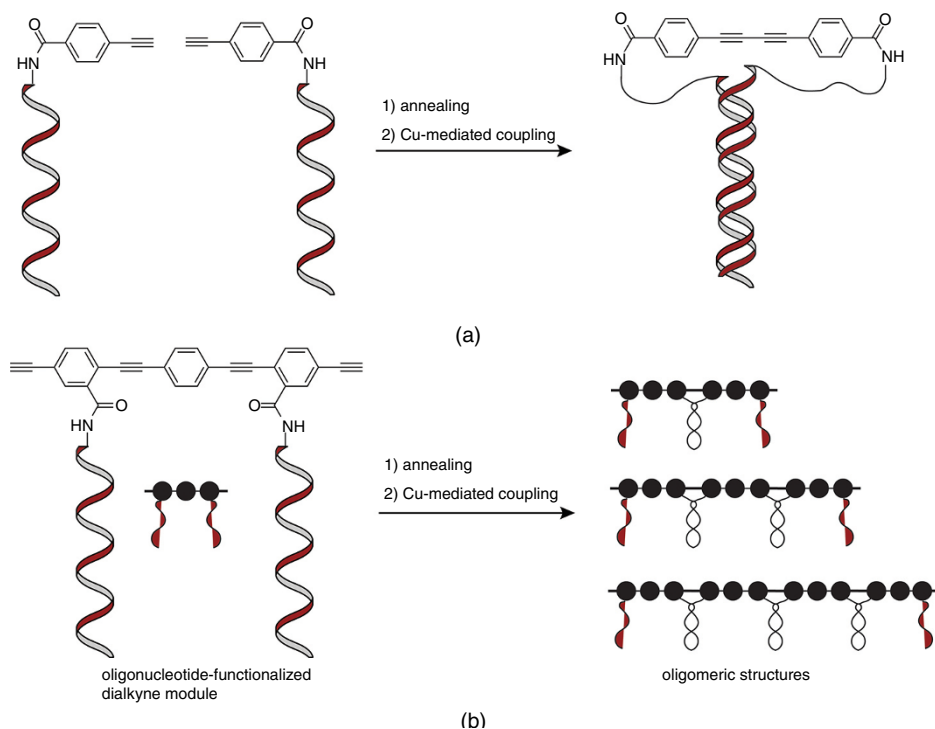 O
HN
O
NH
1) annealing
2) Cu-mediated coupling
O
HN
O
NH
(a)
O
HN
O
NH
1) annealing
2) Cu-mediated coupling
oligonucleotide-functionalized
dialkyne module
oligomeric structures
(b)